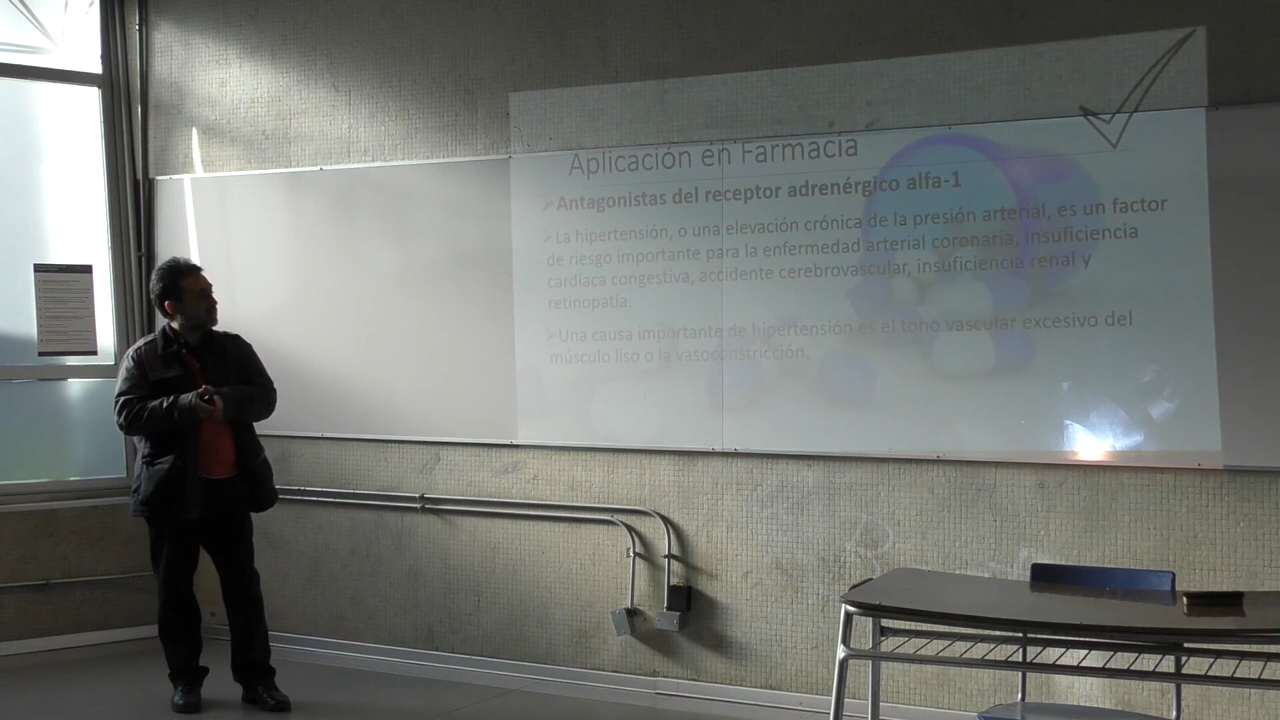 Aplicación en Farmacia
Antagonistas del receptor adrenérgico alfa-1
La hipertensión, o una elevación crónica de la presión arterial, es un factor
de riesgo importante para la enfermedad arterial coronaria, insuficiencia
cardíaca congestiva, accidente cerebrovascular, insuficiencia renal y
retinopatía.
Una causa importante de hipertensión es el tono vascular excesivo del
músculo liso o la vasoconstricción.